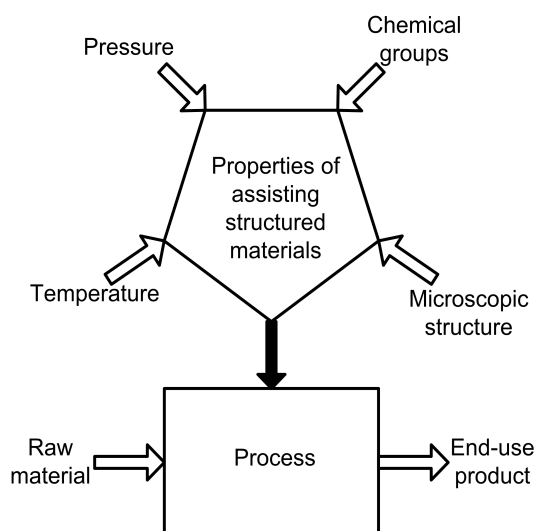 Pressure
Chemical
groups
Properties of
assisting
structured
materials
Temperature
Microscopic
structure
Raw
material
Process
End-use
product